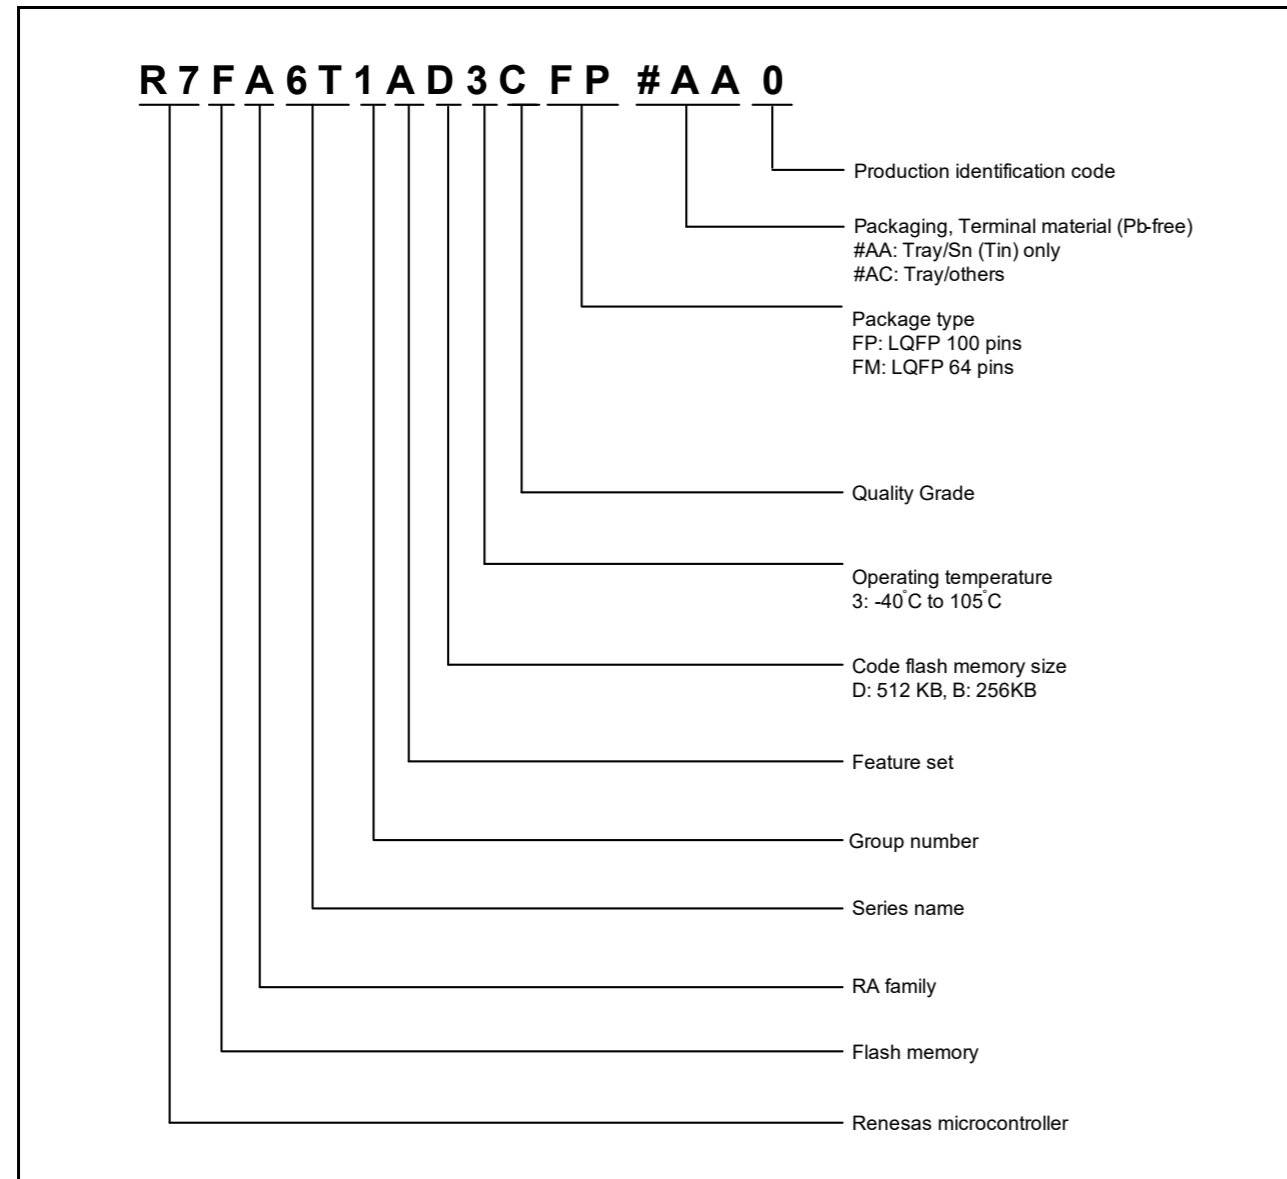 R7FA6T1AD3CFP #AA0
Production identification code
Packaging, Terminal material (Pb-free)
#AA: Tray/Sn (Tin) only
#AC: Tray/others
Package type
FP: LQFP 100 pins
FM: LQFP 64 pins
Quality Grade
Operating temperature
3: -40°C to 105°C
Code flash memory size
D: 512 KB, B: 256KB
Feature set
Group number
Series name
RA family
Flash memory
Renesas microcontroller